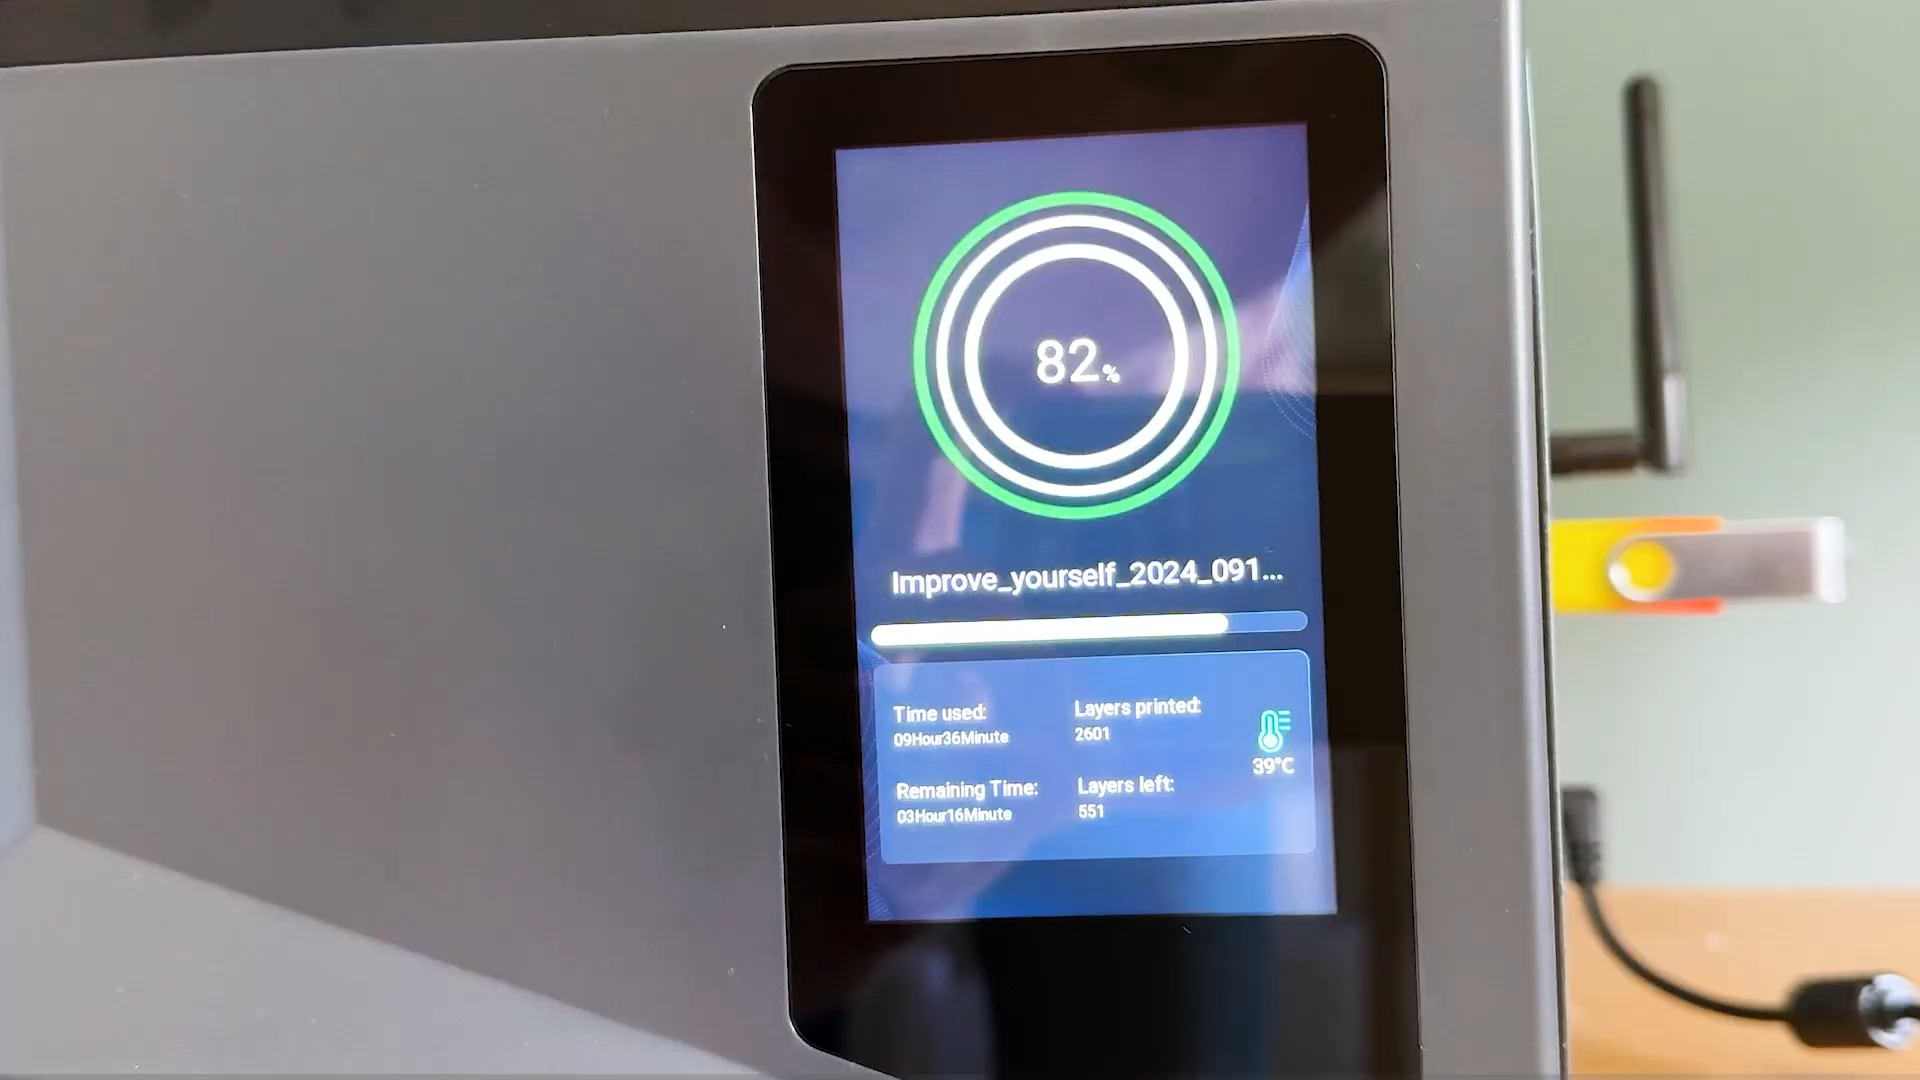 82%
Improve_yourself_2024_091...
Time used:
09Hour36Minute
Layers printed:
2601
39°C
Remaining Time:
03Hour16Minute
Layers left:
551